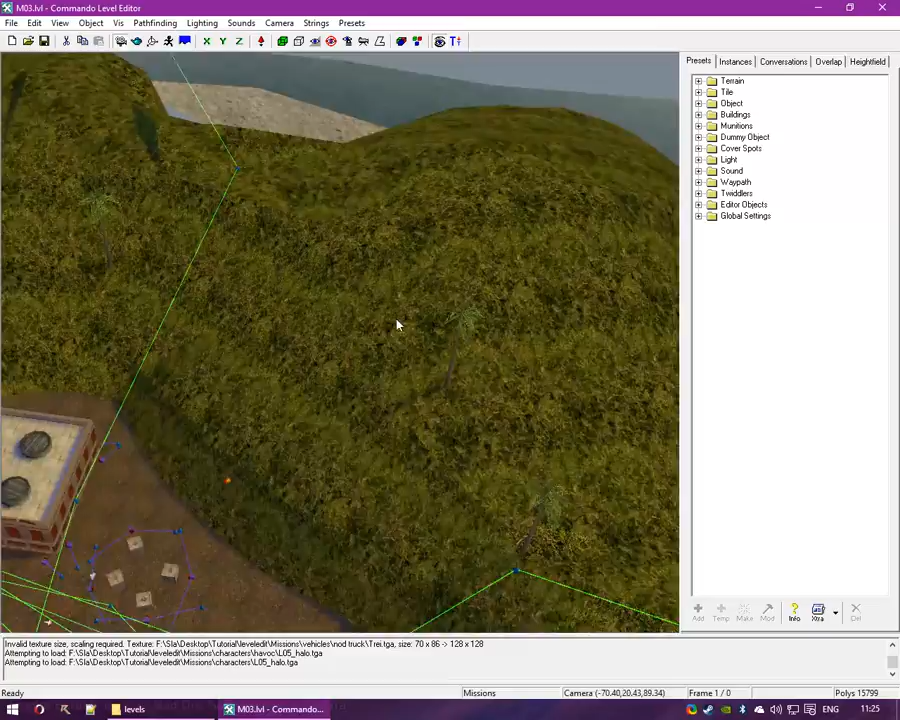 M03.lvl - Commando Level Editor
File Edit View Object Vis Pathfinding Lighting Sounds Camera Strings Presets
X Y Z
Presets Instances Conversations Overlap Heightfield
Terrain
Tile
Object
Buildings
Munitions
Dummy Object
Cover Spots
Light
Sound
Waypath
Twiddlers
Editor Objects
Global Settings
Add Temp Make Mod Info Xtra Del
Invalid texture size, scaling required. Texture: F:\Sla\Desktop\Tutorial\leveledit\Missions\vehicles\nod truck\Trei.tga, size: 70 x 86 -> 128 x 128
Attempting to load: F:\Sla\Desktop\Tutorial\leveledit\Missions\characters\havoc\L05_halo.tga
Attempting to load: F:\Sla\Desktop\Tutorial\leveledit\Missions\characters\L05_halo.tga
Ready Missions Camera (-70.40,20.43,89.34) Frame 1 / 0 Polys 15799
levels M03.lvl - Commando... ENG 11:25